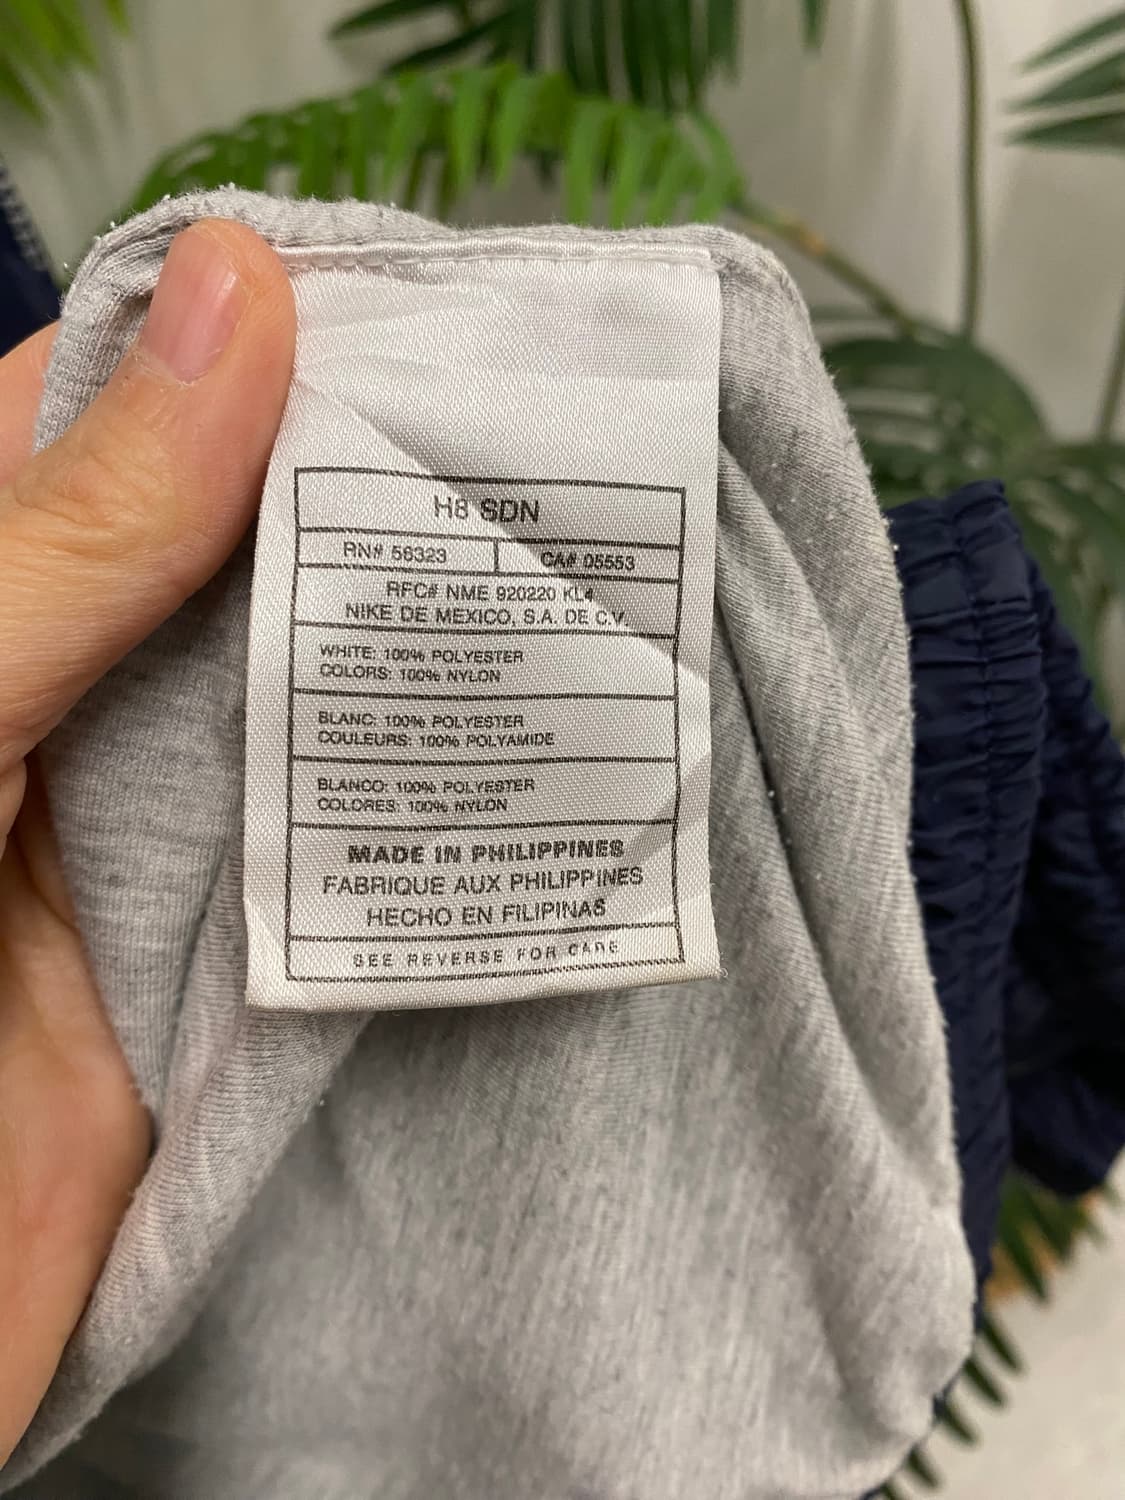 H8 SDN
RN# 56323 CA# 05553
RFC# NME 920220 KL4
NIKE DE MEXICO, S.A. DE C.V.
WHITE: 100% POLYESTER
COLORS: 100% NYLON
BLANC: 100% POLYESTER
COULEURS: 100% POLYAMIDE
BLANCO: 100% POLYESTER
COLORES: 100% NYLON
MADE IN PHILIPPINES
FABRIQUE AUX PHILIPPINES
HECHO EN FILIPINAS
SEE REVERSE FOR CARE